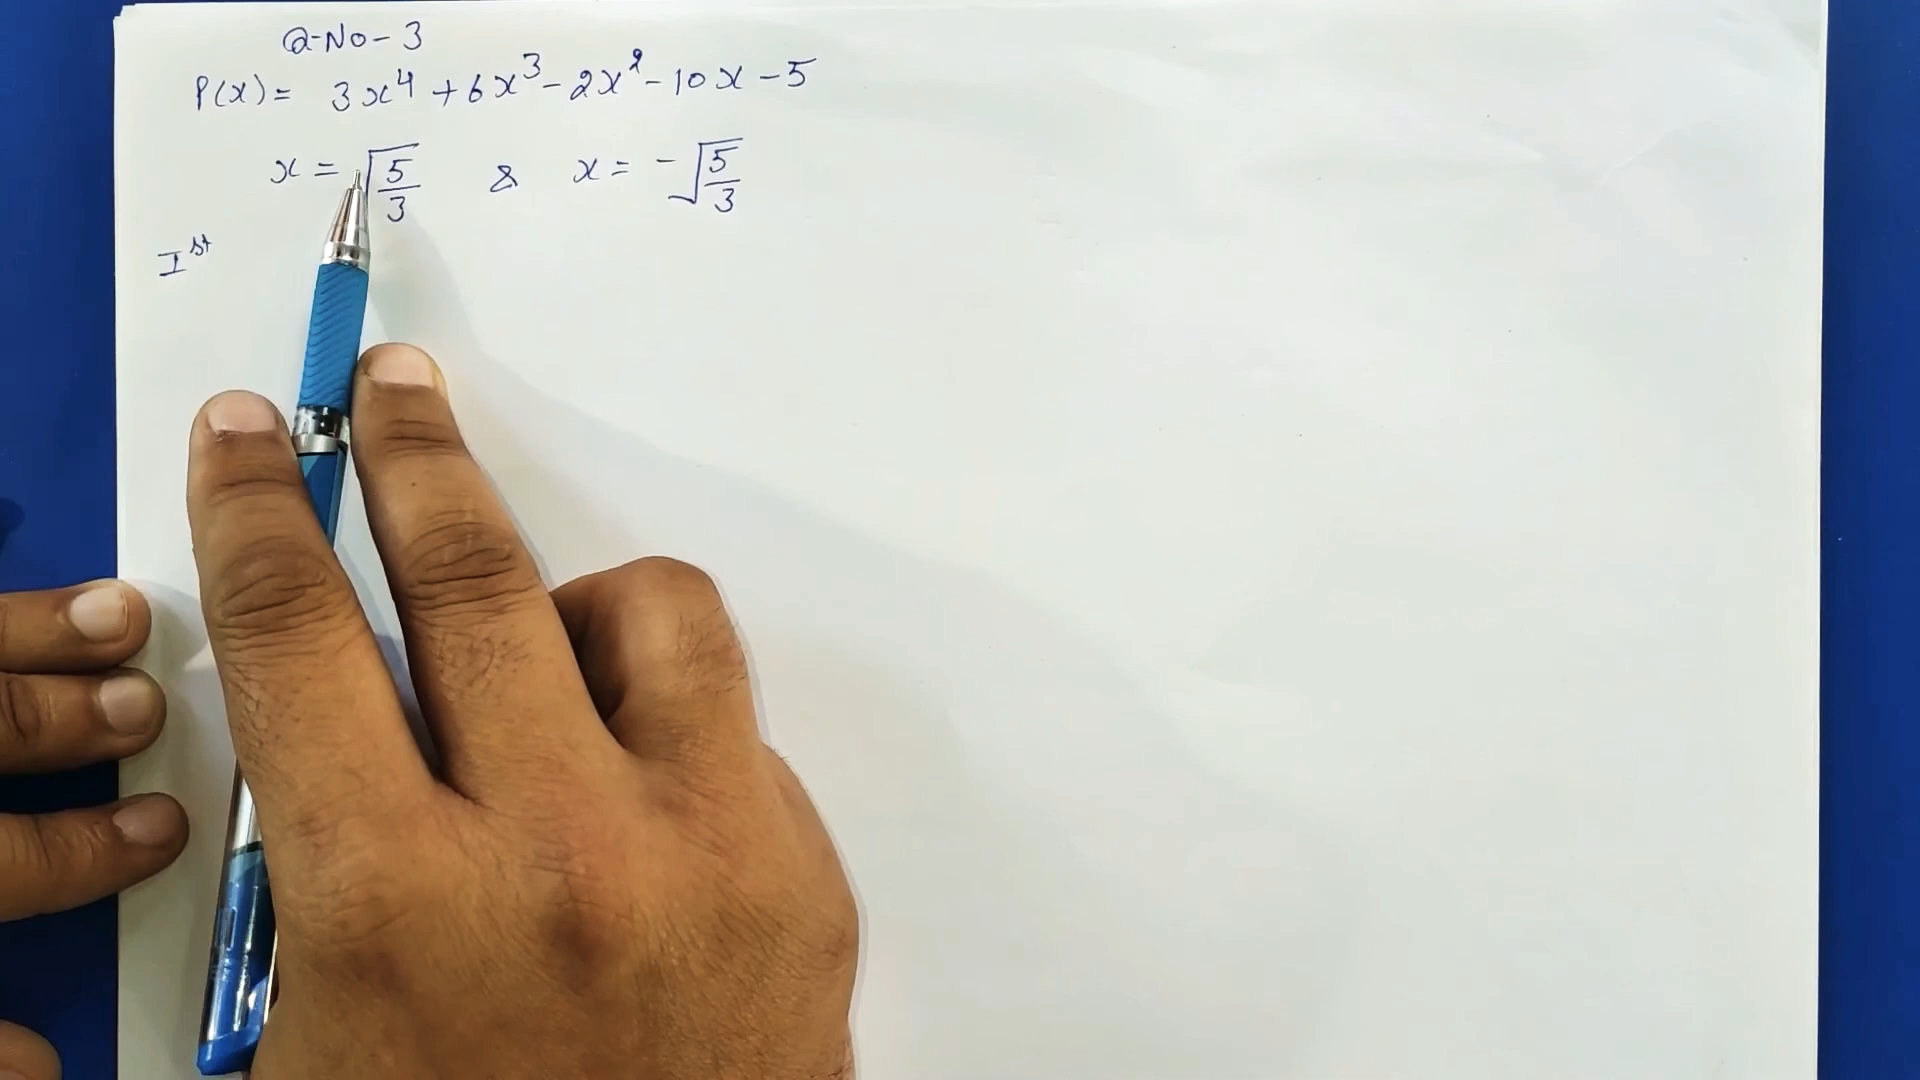 Q-No-3
P(x) = 3x⁴ + 6x³ - 2x² - 10x - 5
x = √5/3 & x = -√5/3
Iˢᵗ